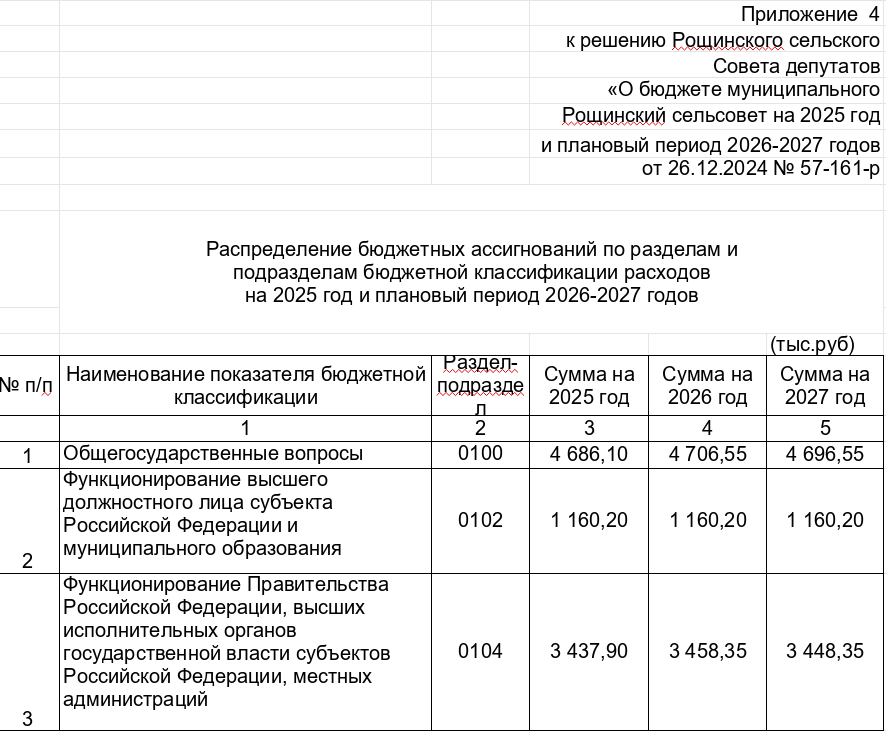 Приложение 4
к решению Рощинского сельского
Совета депутатов
«О бюджете муниципального
Рощинский сельсовет на 2025 год
и плановый период 2026-2027 годов
от 26.12.2024 № 57-161-р
Распределение бюджетных ассигнований по разделам и
подразделам бюджетной классификации расходов
на 2025 год и плановый период 2026-2027 годов
(тыс.руб)
№ п/п Наименование показателя бюджетной классификации Раздел-подраздел Сумма на 2025 год Сумма на 2026 год Сумма на 2027 год
1 2 3 4 5
1 Общегосударственные вопросы 0100 4 686,10 4 706,55 4 696,55
Функционирование высшего
должностного лица субъекта
Российской Федерации и
муниципального образования
2 0102 1 160,20 1 160,20 1 160,20
Функционирование Правительства
Российской Федерации, высших
исполнительных органов
государственной власти субъектов
Российской Федерации, местных
администраций
3 0104 3 437,90 3 458,35 3 448,35